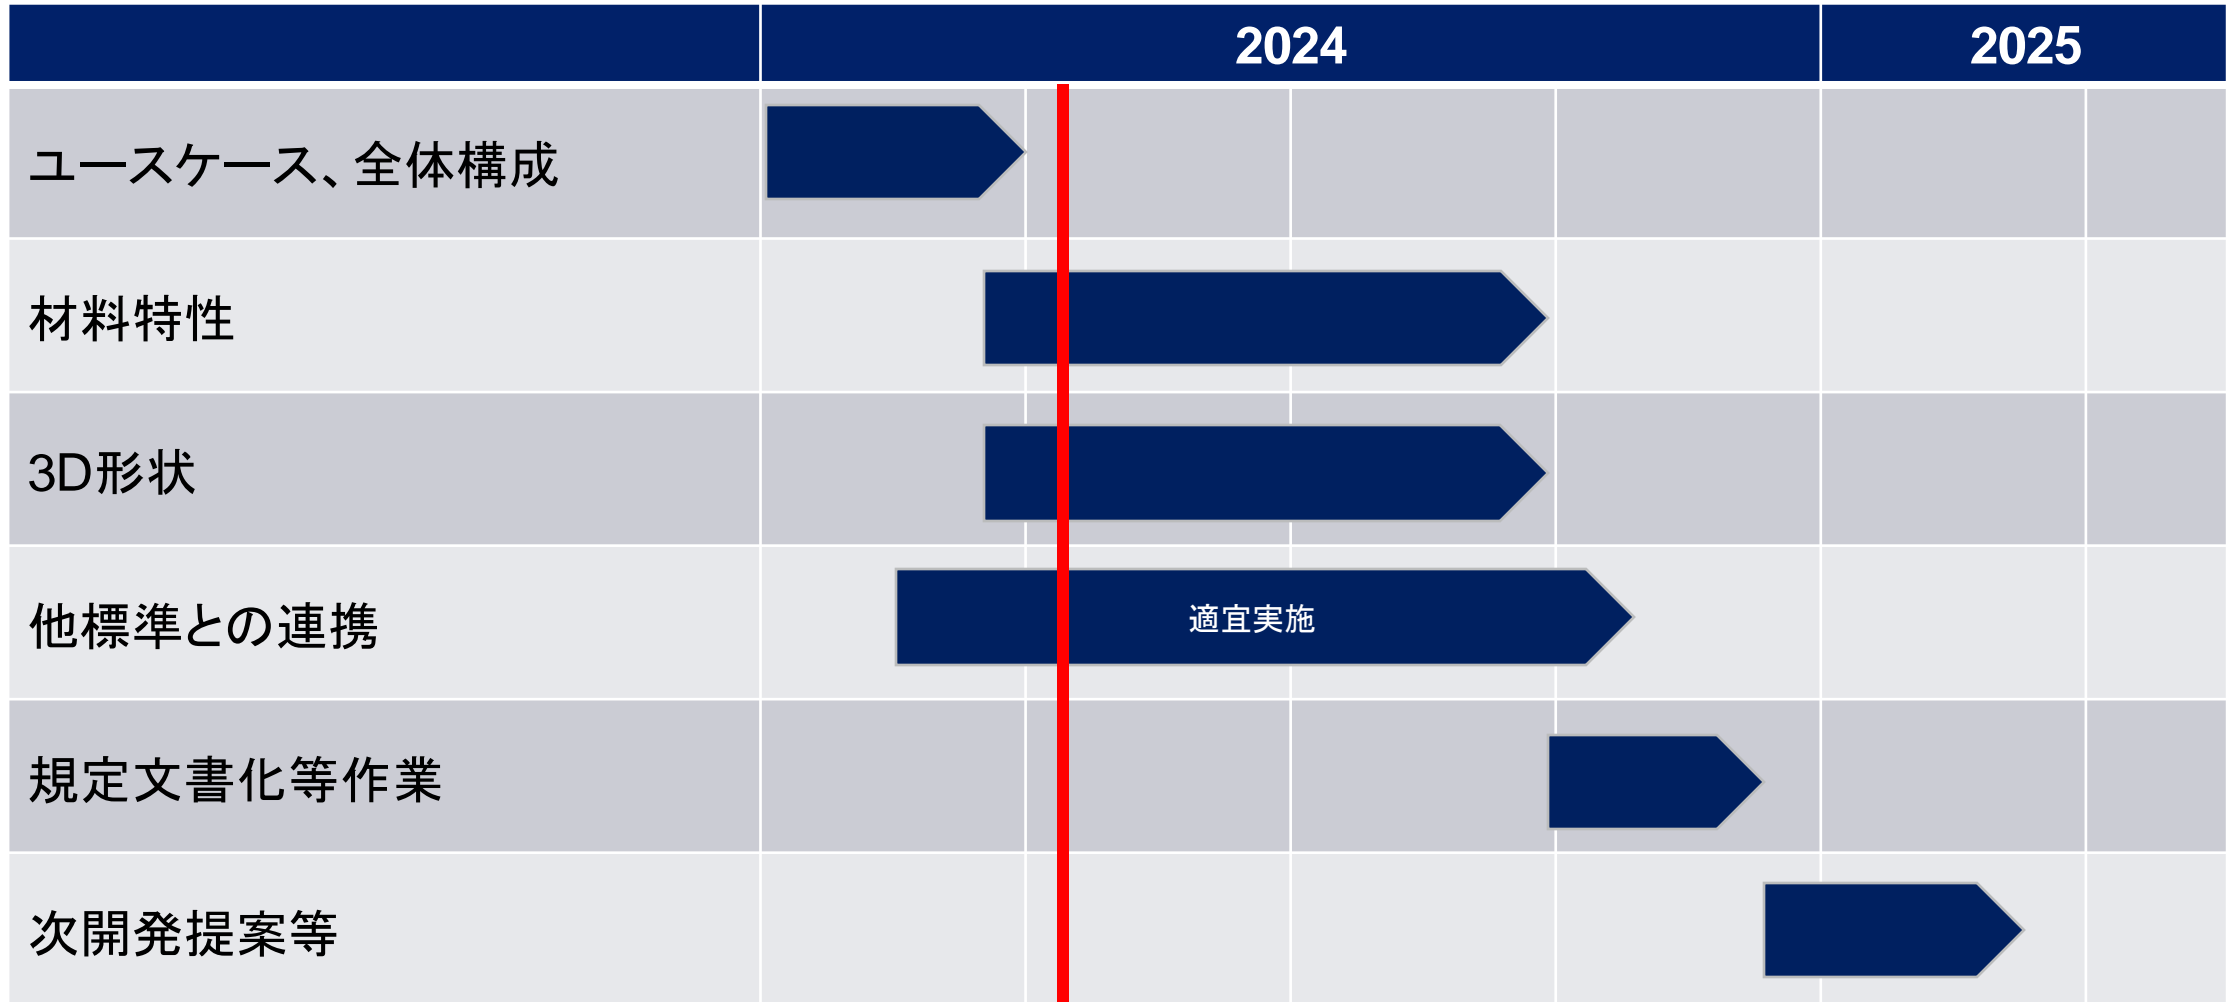 2024
2025
ユースケース、全体構成
材料特性
3D形状
他標準との連携
適宜実施
規定文書化等作業
次開発提案等